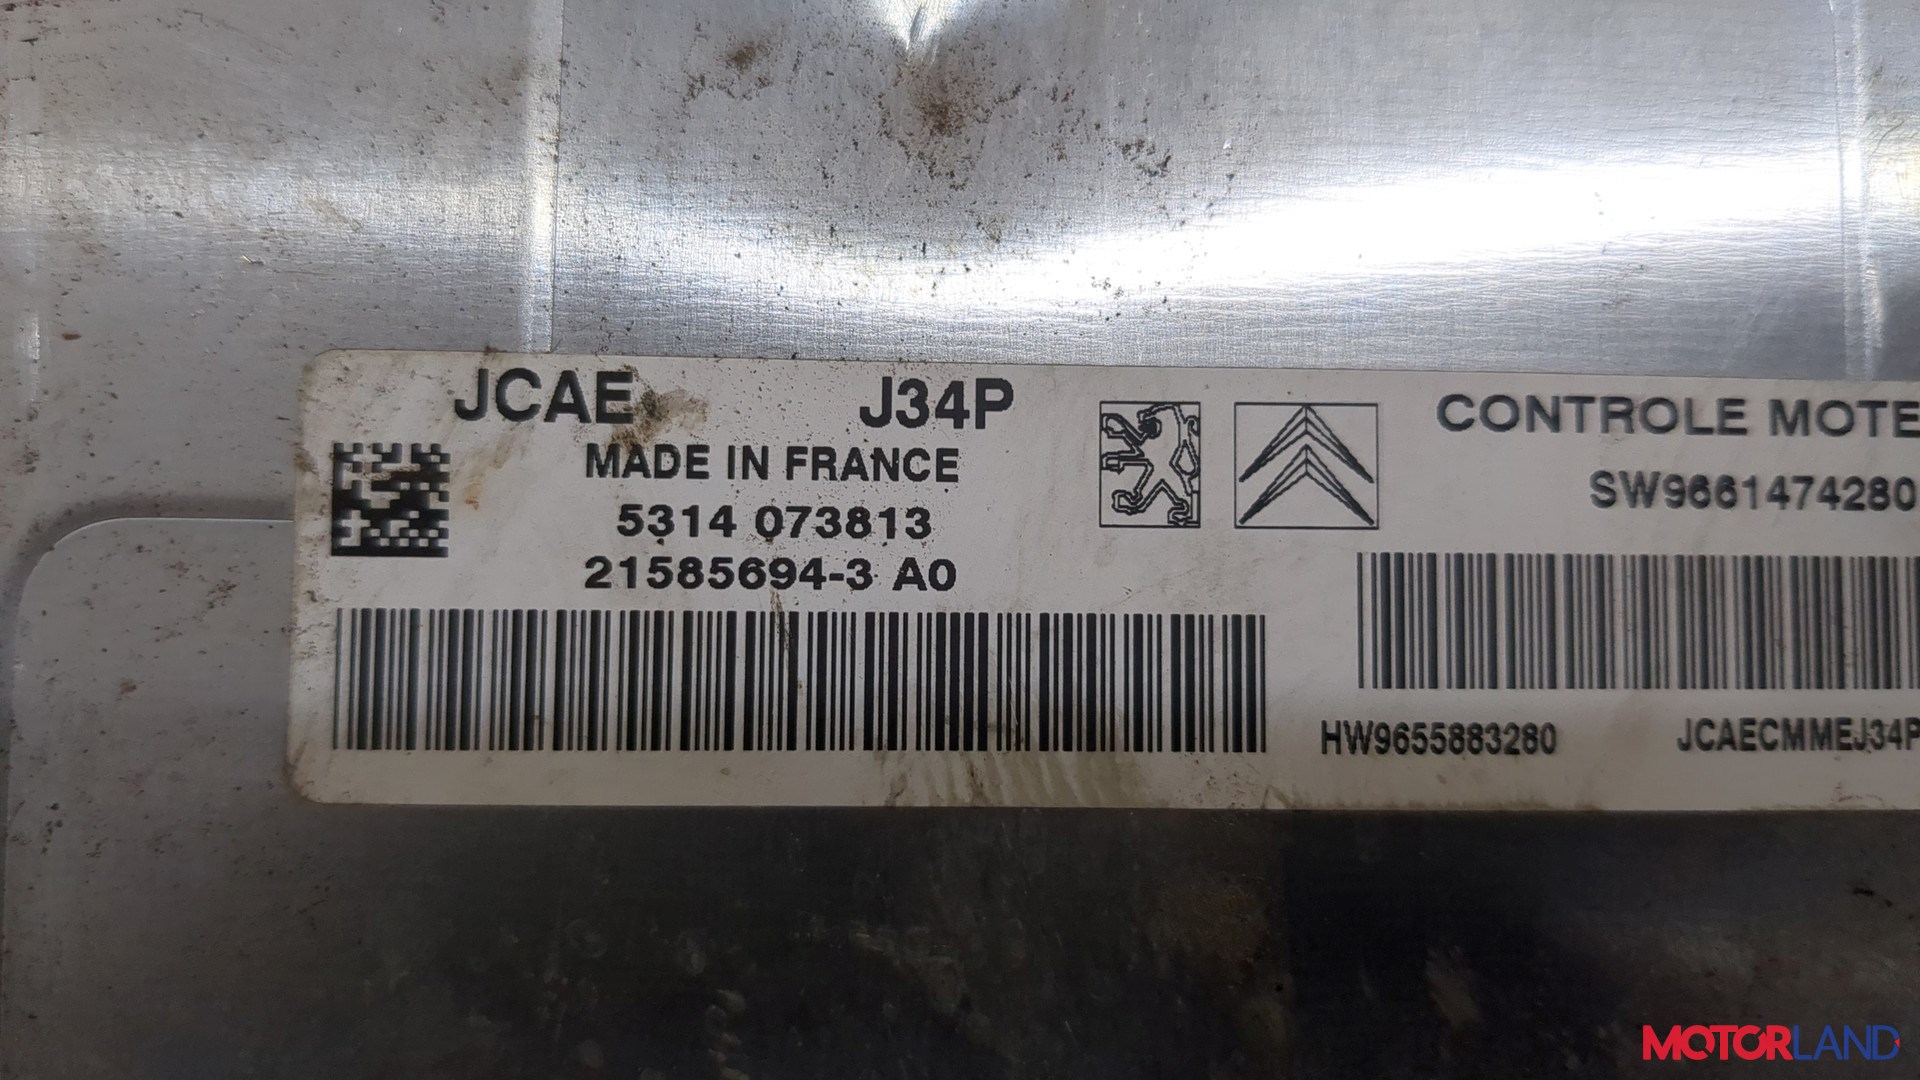 JCAE J34P
MADE IN FRANCE
5314 073813
21585694-3 A0
CONTROLE MOTE
SW9661474280
HW9655883280 JCAECMMEJ34P
MOTORLAND